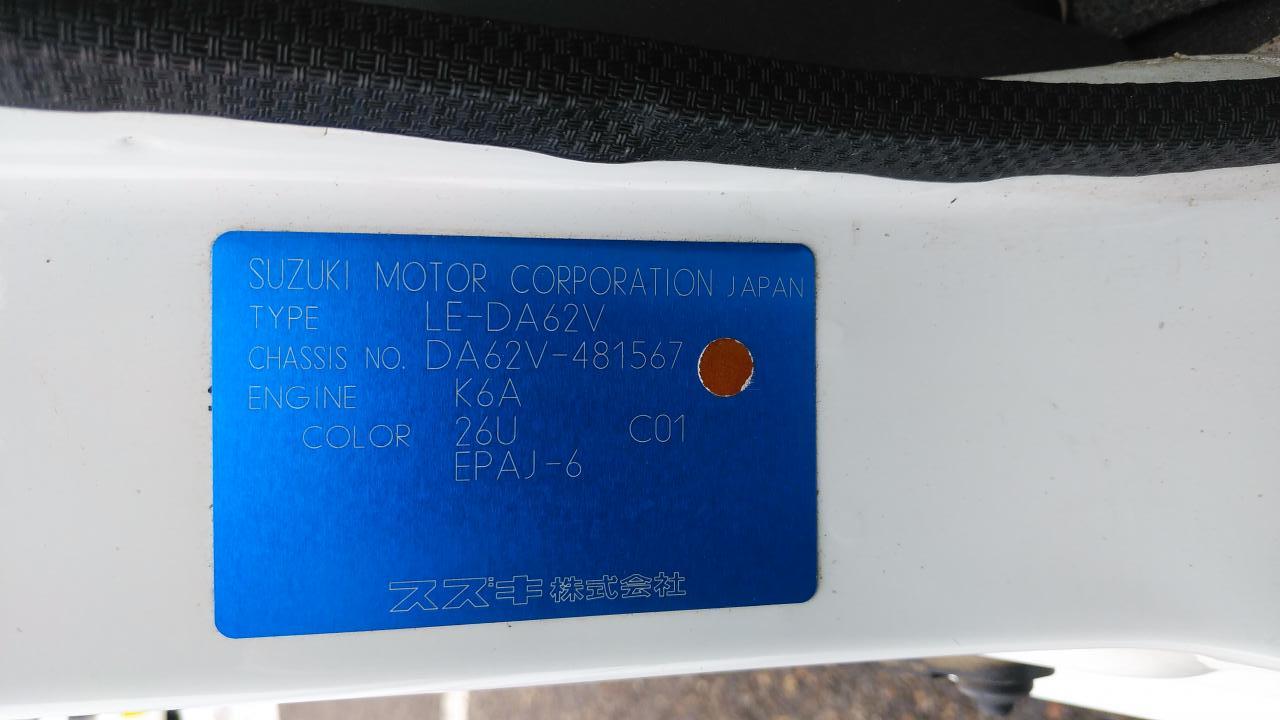 SUZUKI MOTOR CORPORATION JAPAN
TYPE LE-DA62V
CHASSIS NO. DA62V-481567
ENGINE K6A
COLOR 26U C01
EPAJ-6
スズキ株式会社